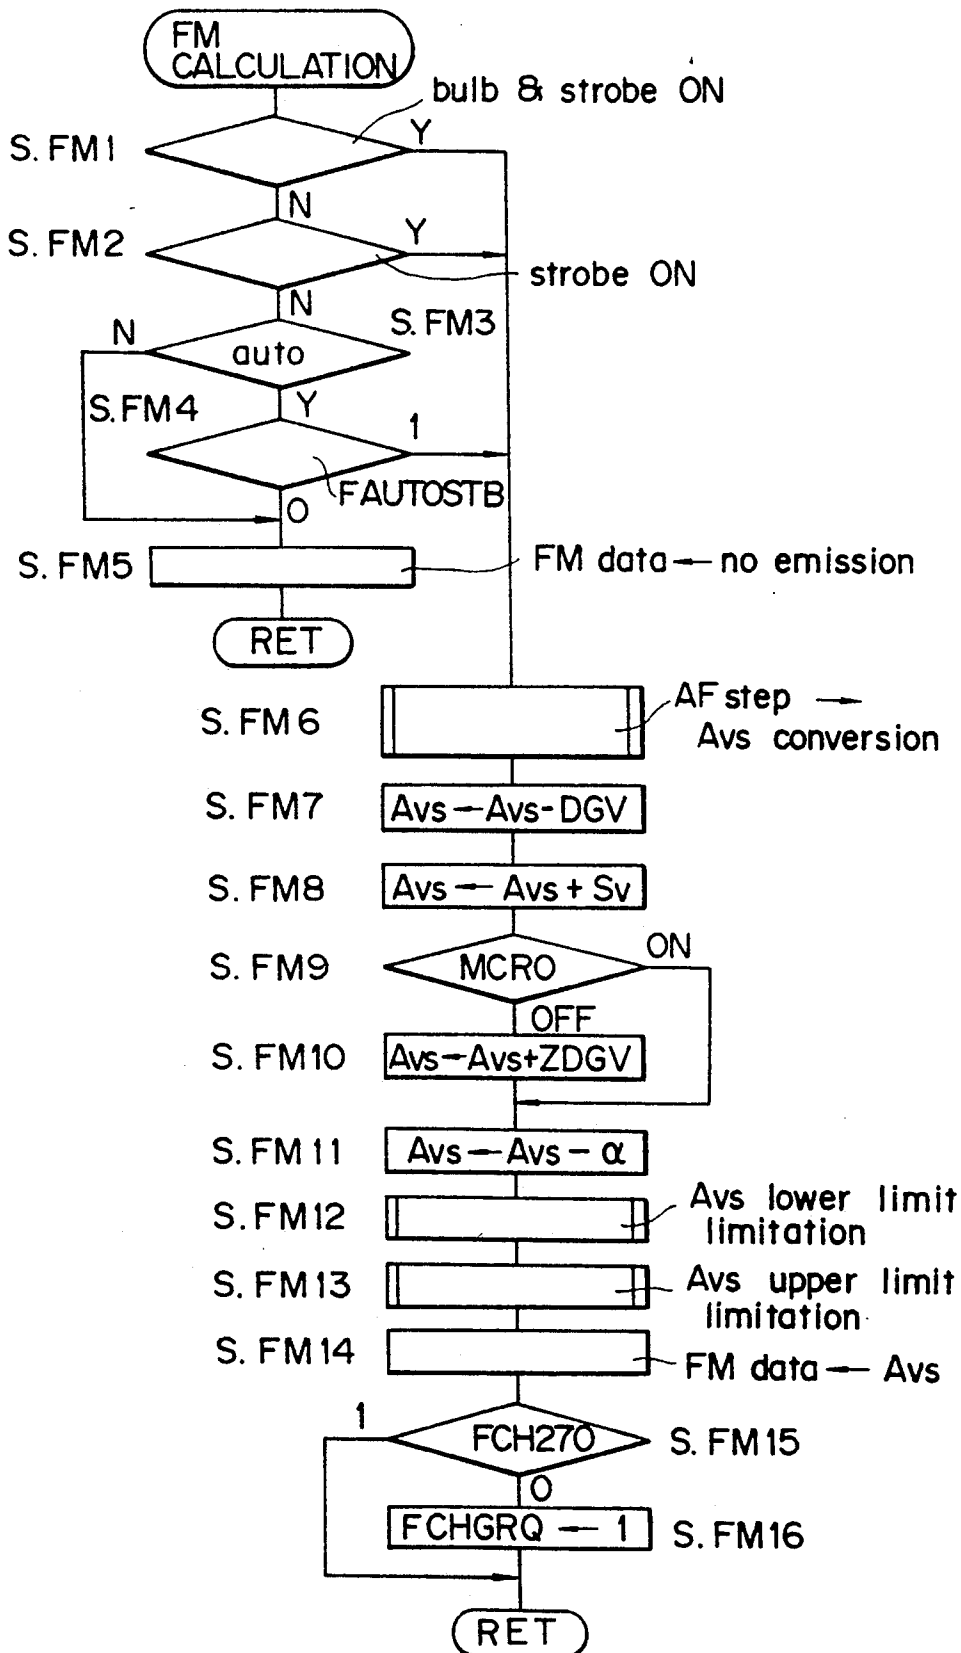 FM
CALCULATION
bulb & strobe ON
S. FM1
Y
N
S. FM2
Y
strobe ON
N
S. FM3
N
auto
S. FM4
Y
1
FAUTOSTB
0
S. FM5
FM data ← no emission
RET
S. FM6
AF step →
Avs conversion
S. FM7
Avs ← Avs - DGV
S. FM8
Avs ← Avs + Sv
S. FM9
MCRO
ON
OFF
S. FM10
Avs ← Avs + ZDGV
S. FM11
Avs ← Avs - α
S. FM12
Avs lower limit
limitation
S. FM13
Avs upper limit
limitation
S. FM14
FM data ← Avs
1
FCH270
S. FM15
0
FCHGRQ ← 1
S. FM16
RET